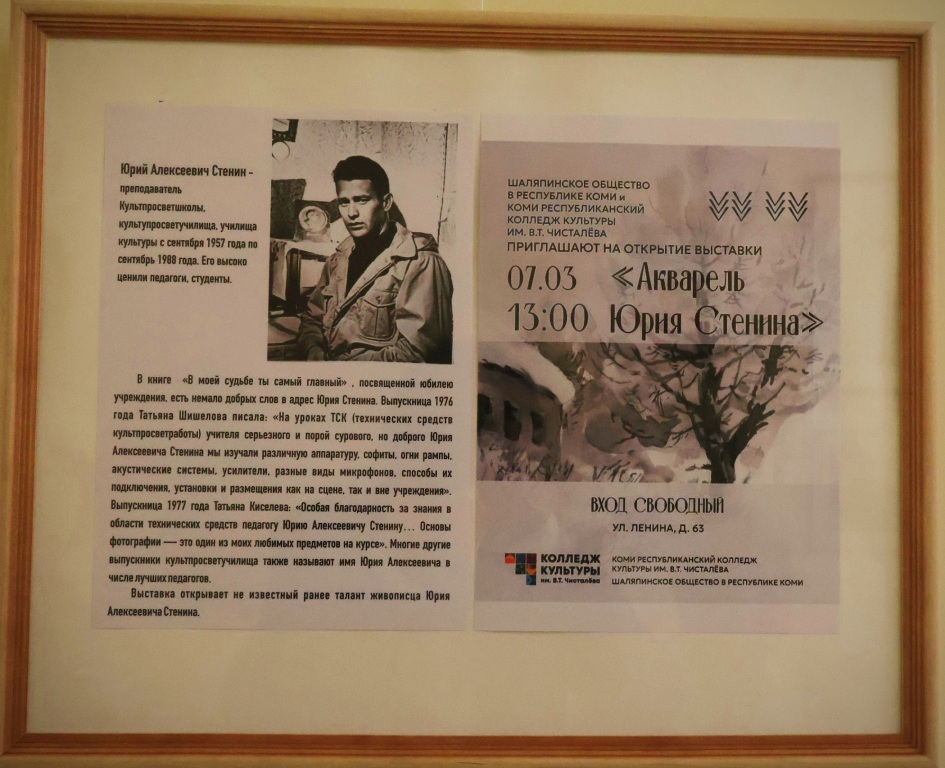 Юрий Алексеевич Стенин –
преподаватель
Культпросветшколы,
культупросветучилища, училища
культуры с сентября 1957 года по
сентябрь 1988 года. Его высоко
ценили педагоги, студенты.
В книге «В моей судьбе ты самый главный» , посвященной юбилею
учреждения, есть немало добрых слов в адрес Юрия Стенина. Выпускница 1976
года Татьяна Шишелова писала: «На уроках ТСК (технических средств
культпросветработы) учителя серьезного и порой сурового, но доброго Юрия
Алексеевича Стенина мы изучали различную аппаратуру, софиты, огни рампы,
акустические системы, усилители, разные виды микрофонов, способы их
подключения, установки и размещения как на сцене, так и вне учреждения».
Выпускница 1977 года Татьяна Киселева: «Особая благодарность за знания в
области технических средств педагогу Юрию Алексеевичу Стенину... Основы
фотографии — это один из моих любимых предметов на курсе». Многие другие
выпускники культпросветучилища также называют имя Юрия Алексеевича в
числе лучших педагогов.
Выставка открывает не известный ранее талант живописца Юрия
Алексеевича Стенина.
ШАЛЯПИНСКОЕ ОБЩЕСТВО
В РЕСПУБЛИКЕ КОМИ и
КОМИ РЕСПУБЛИКАНСКИЙ
КОЛЛЕДЖ КУЛЬТУРЫ
ИМ. В.Т. ЧИСТАЛЁВА
ПРИГЛАШАЮТ НА ОТКРЫТИЕ ВЫСТАВКИ
07.03 «Акварель
13:00 Юрия Стенина»
ВХОД СВОБОДНЫЙ
УЛ. ЛЕНИНА, Д. 63
КОЛЛЕДЖ
КУЛЬТУРЫ
им. В.Т. Чисталёва
КОМИ РЕСПУБЛИКАНСКИЙ КОЛЛЕДЖ
КУЛЬТУРЫ ИМ. В.Т. ЧИСТАЛЁВА
ШАЛЯПИНСКОЕ ОБЩЕСТВО В РЕСПУБЛИКЕ КОМИ